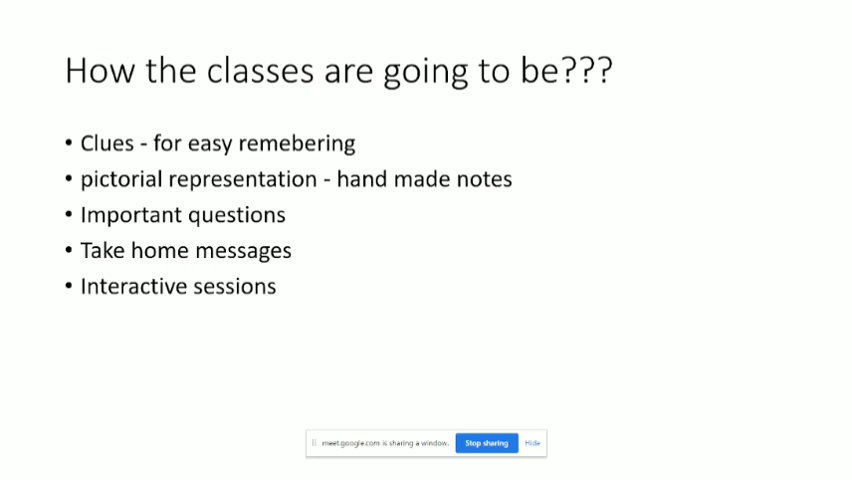 How the classes are going to be???
• Clues - for easy remebering
• pictorial representation - hand made notes
• Important questions
• Take home messages
• Interactive sessions
meet.google.com is sharing a window. Stop sharing Hide